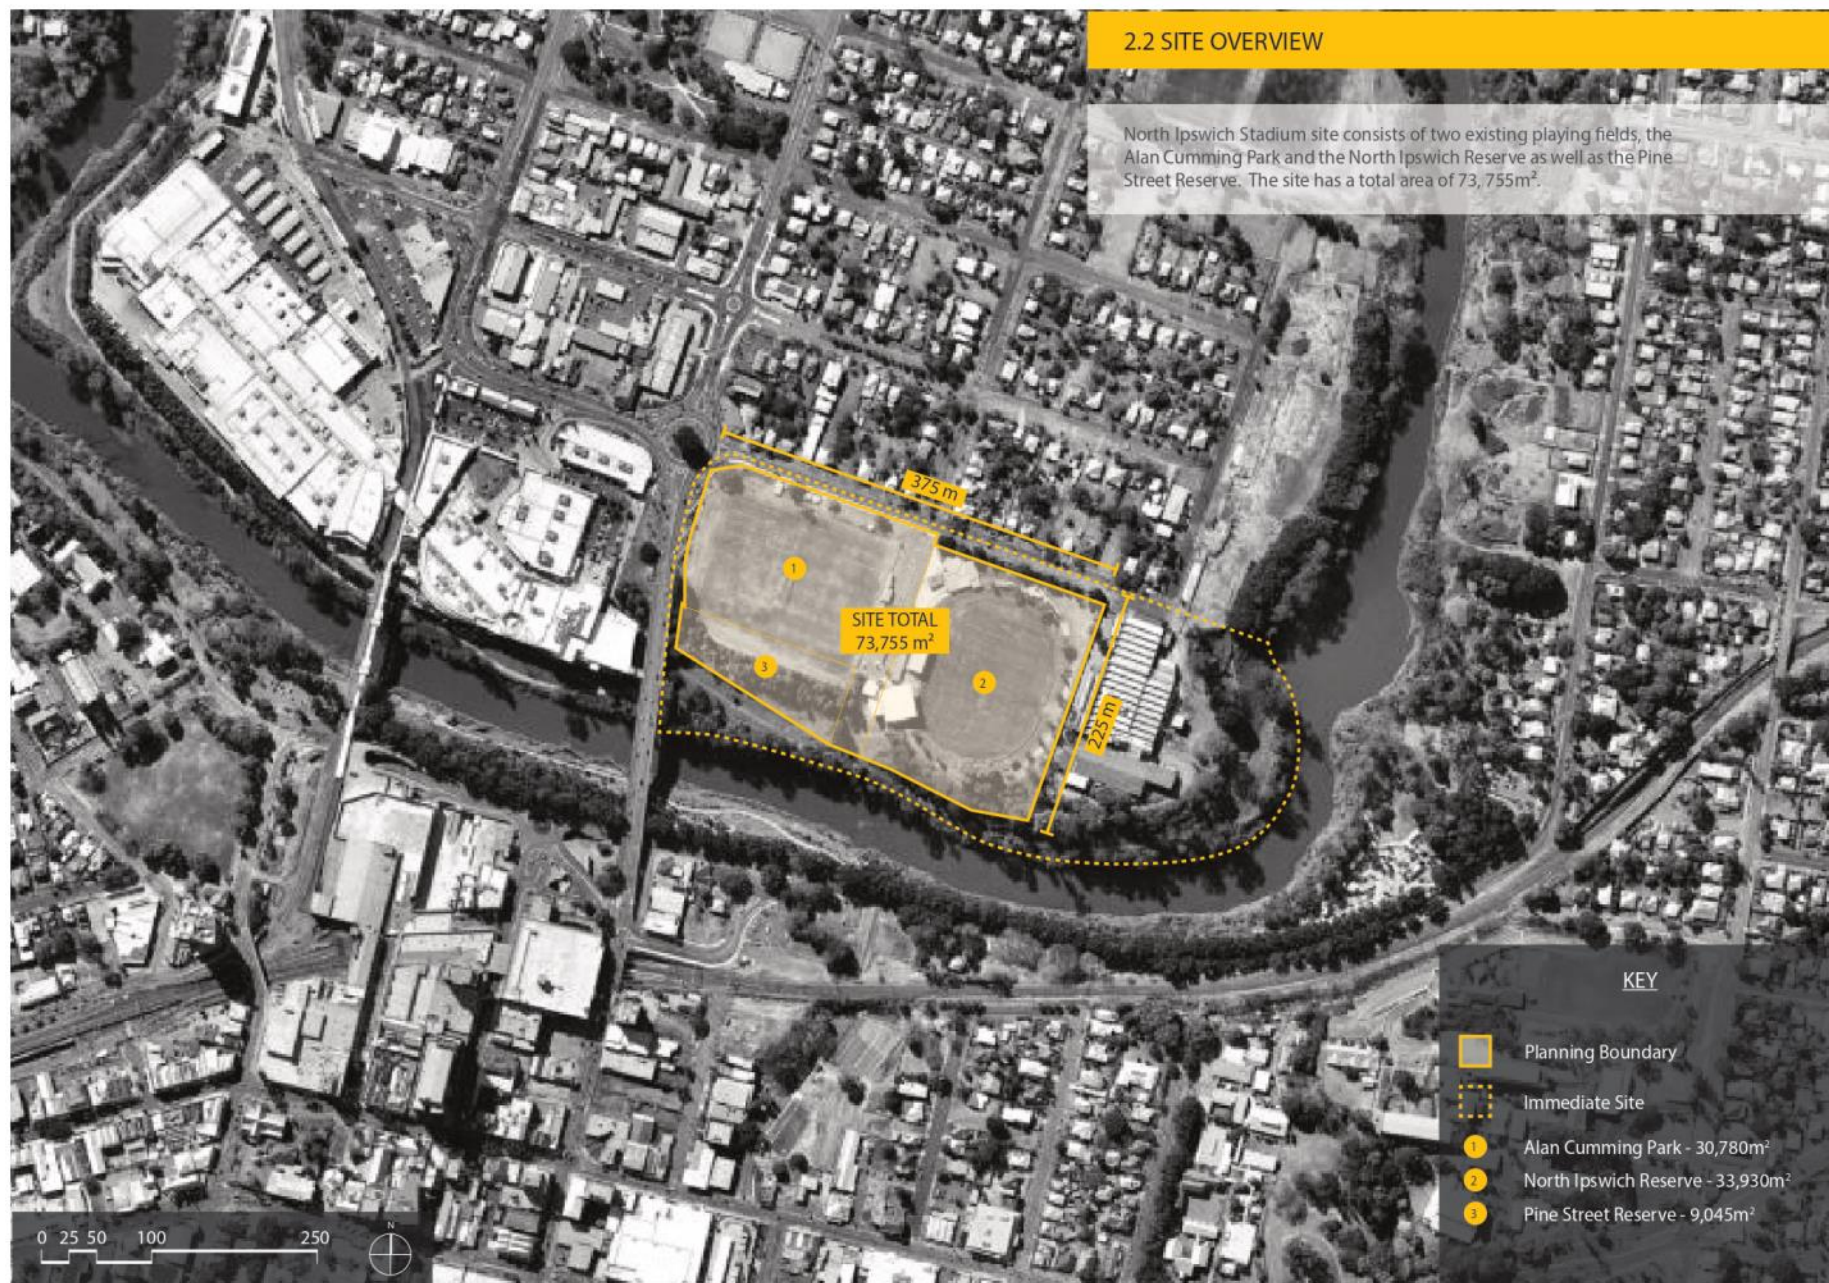 2.2 SITE OVERVIEW
North Ipswich Stadium site consists of two existing playing fields, the
Alan Cumming Park and the North Ipswich Reserve as well as the Pine
Street Reserve. The site has a total area of 73, 755m².
375 m
1
SITE TOTAL
73,755 m²
3
2
225 m
KEY
Planning Boundary
Immediate Site
1 Alan Cumming Park - 30,780m²
2 North Ipswich Reserve - 33,930m²
3 Pine Street Reserve - 9,045m²
0 25 50 100 250
N